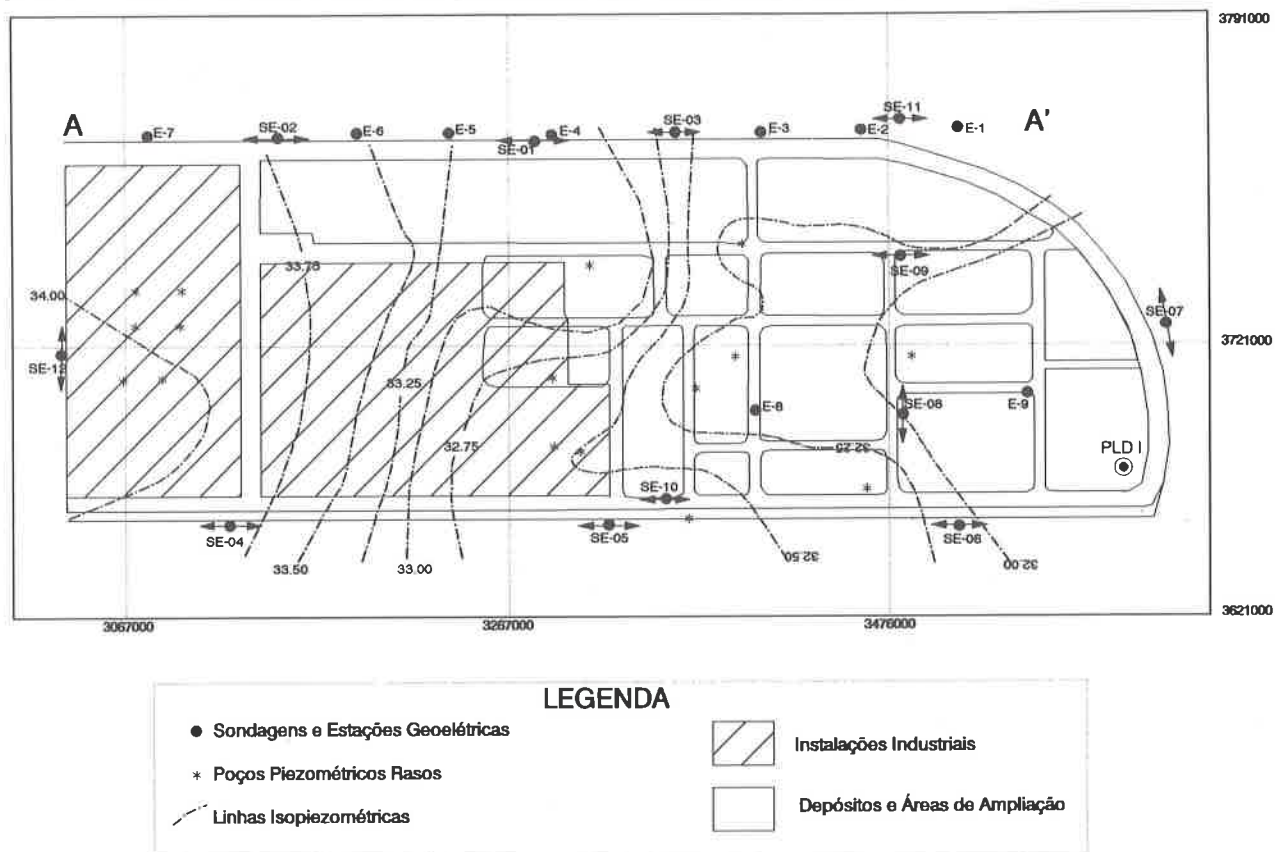 3791000
SE-11
A
E-7
SE-02
E-6
E-5
E-4
SE-01
SE-03
E-3
E-2
E-1
A'
33.78
SE-09
34.00
SE-07
3721000
SE-12
33.25
E-8
SE-08
E-9
32.75
32.25
PLD I
SE-10
SE-04
SE-05
SE-06
33.50
33.00
32.50
32.00
3621000
3067000
3267000
3476000
LEGENDA
Sondagens e Estações Geoelétricas
Instalações Industriais
Poços Piezométricos Rasos
Linhas Isopiezométricas
Depósitos e Áreas de Ampliação